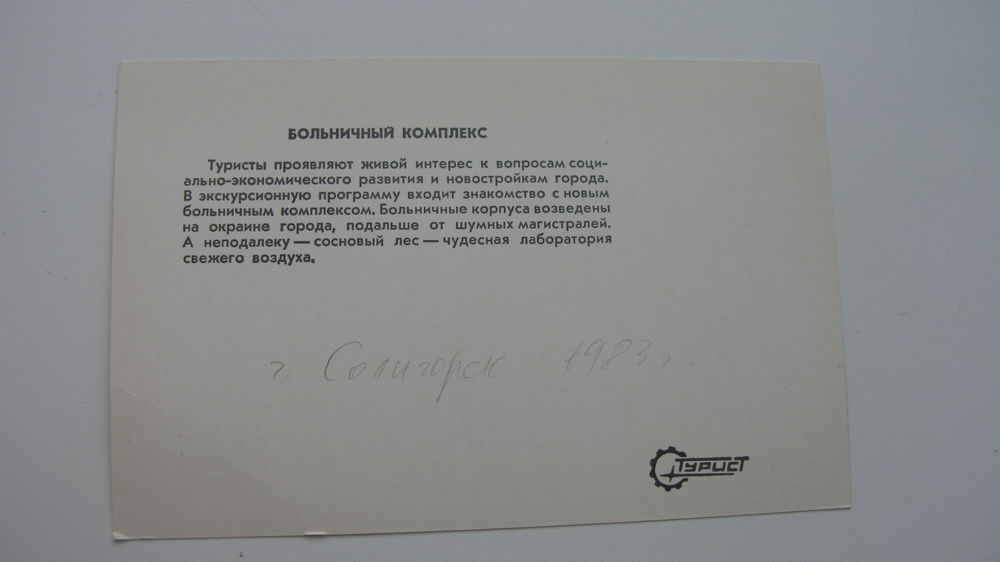 БОЛЬНИЧНЫЙ КОМПЛЕКС
Туристы проявляют живой интерес к вопросам соци-
ально-экономического развития и новостройкам города.
В экскурсионную программу входит знакомство с новым
больничным комплексом. Больничные корпуса возведены
на окраине города, подальше от шумных магистралей.
А неподалеку — сосновый лес — чудесная лаборатория
свежего воздуха.
г. Солигорск 1983 г.
ТУРИСТ